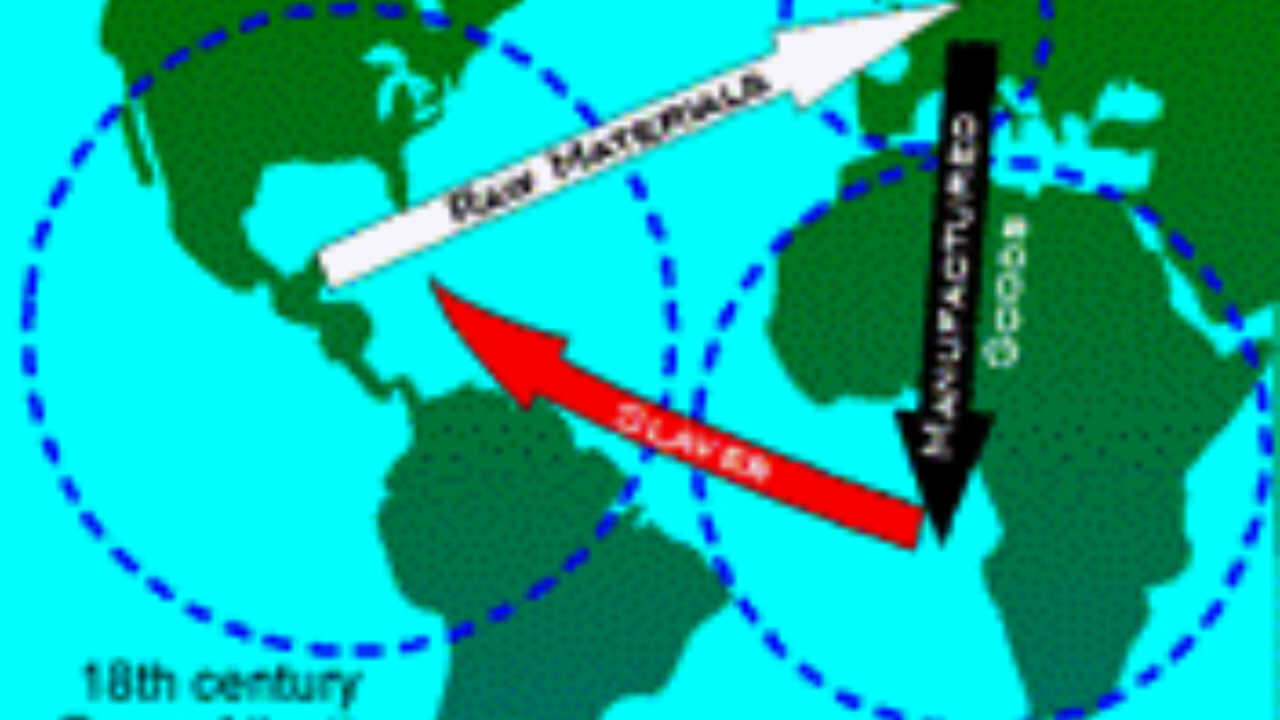 Raw Materials
Manufactured
Goods
Slaves
18th century